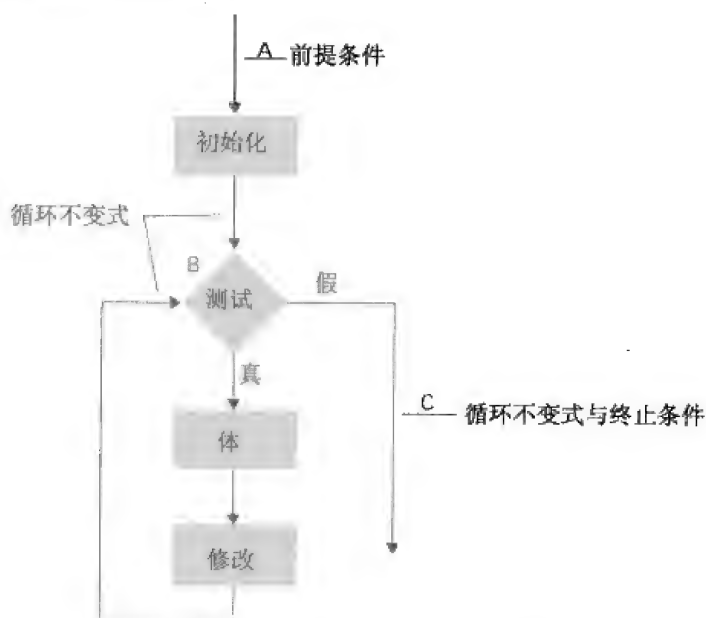 A 前提条件
初始化
循环不变式
B
测试
假
真
C 循环不变式与终止条件
体
修改